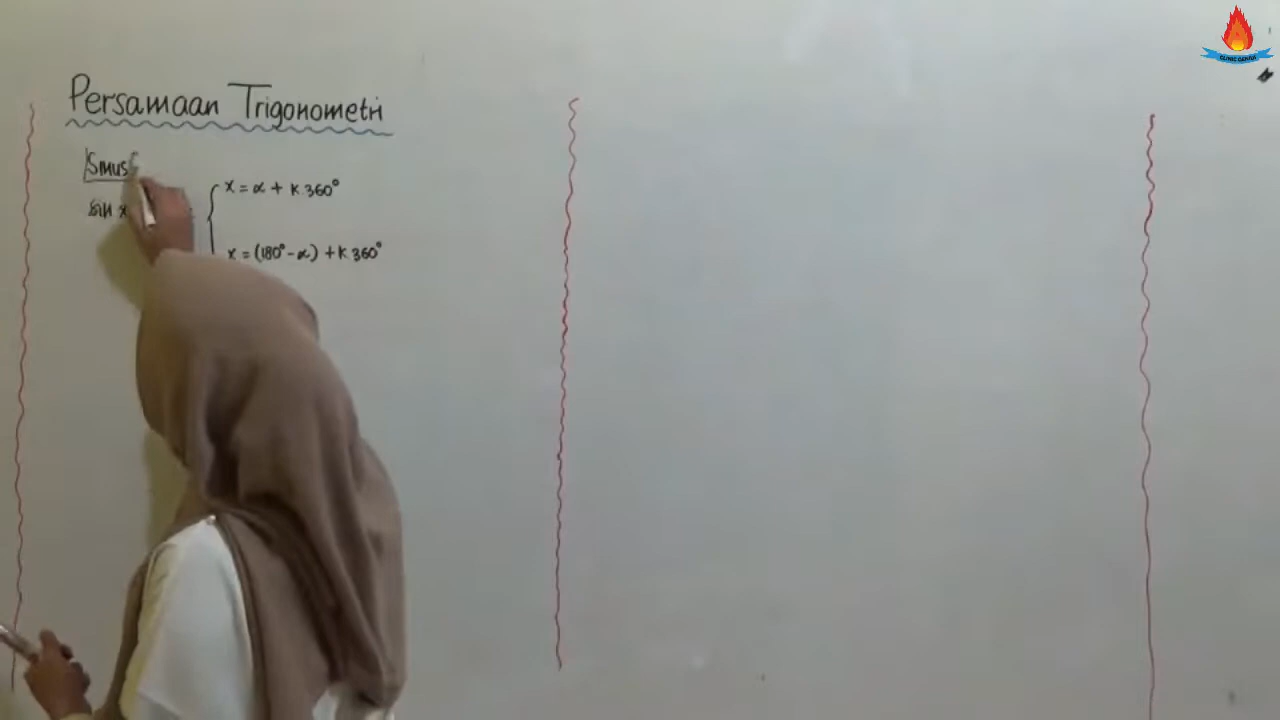 Persamaan Trigonometri
Sinus
x = α + k 360°
sin x
x = (180° - α) + k 360°